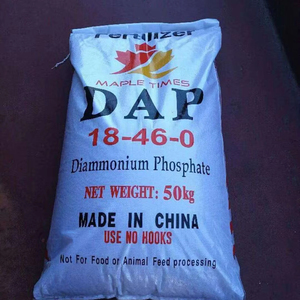 Fertilizer
MAPLE TIMES
DAP
18-46-0
Diammonium Phosphate
NET WEIGHT: 50kg
MADE IN CHINA
USE NO HOOKS
Not For Food or Animal Feed processing